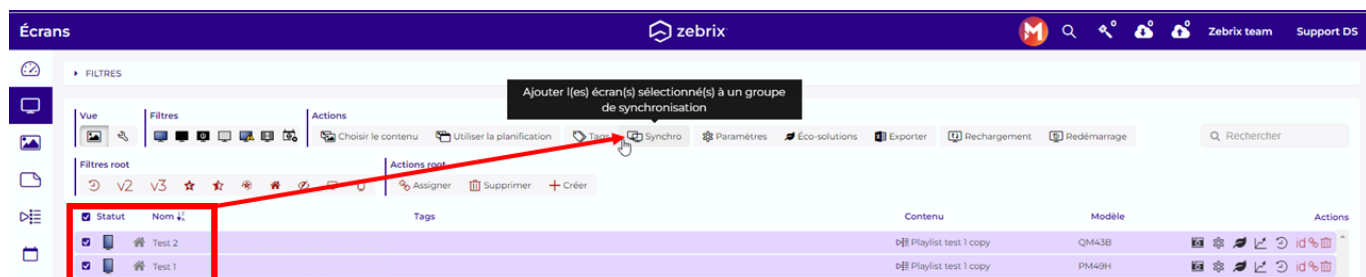 Écrans zebrix M Zebrix team Support DS
FILTRES
Ajouter l(es) écran(s) sélectionné(s) à un groupe
de synchronisation
Vue Filtres Actions
Choisir le contenu Utiliser la planification Tags Synchro Paramètres Éco-solutions Exporter Rechargement Redémarrage Rechercher
Filtres root Actions root
v2 v3 Assigner Supprimer Créer
Statut Nom Tags Contenu Modèle Actions
Test 2 Playlist test 1 copy QM43B id
Test 1 Playlist test 1 copy PM49H id